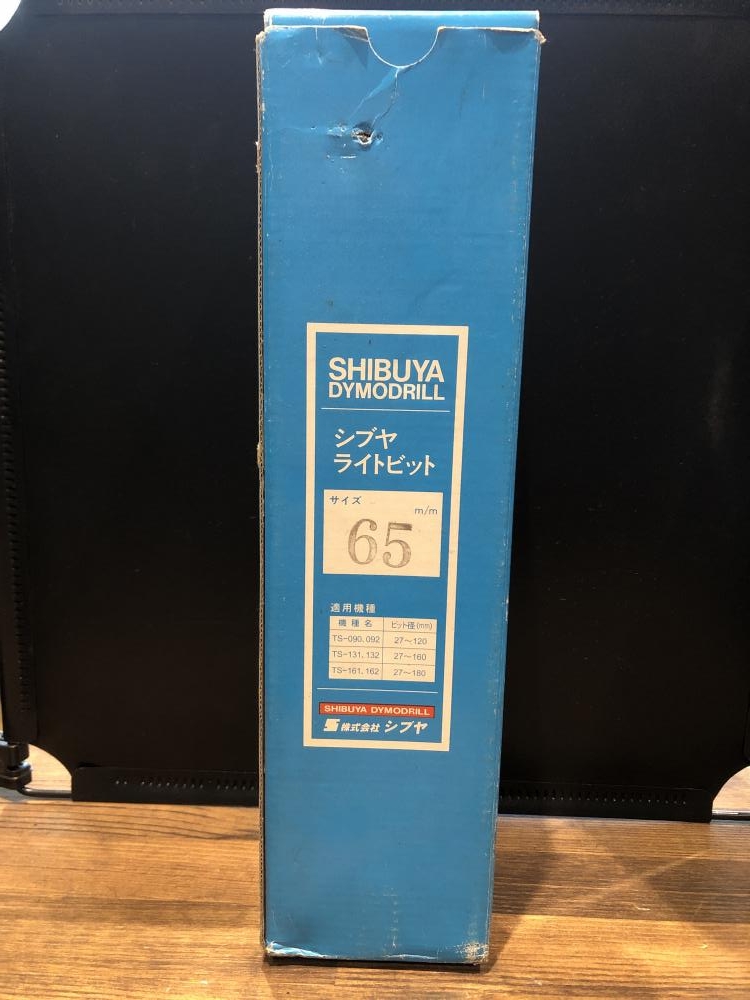 SHIBUYA
DYMODRILL
シブヤ
ライトビット
サイズ
m/m
65
適用機種
機種名 ビット径(mm)
TS-090.092 27～120
TS-131.132 27～160
TS-161.162 27～180
SHIBUYA DYMODRILL
株式会社 シブヤ